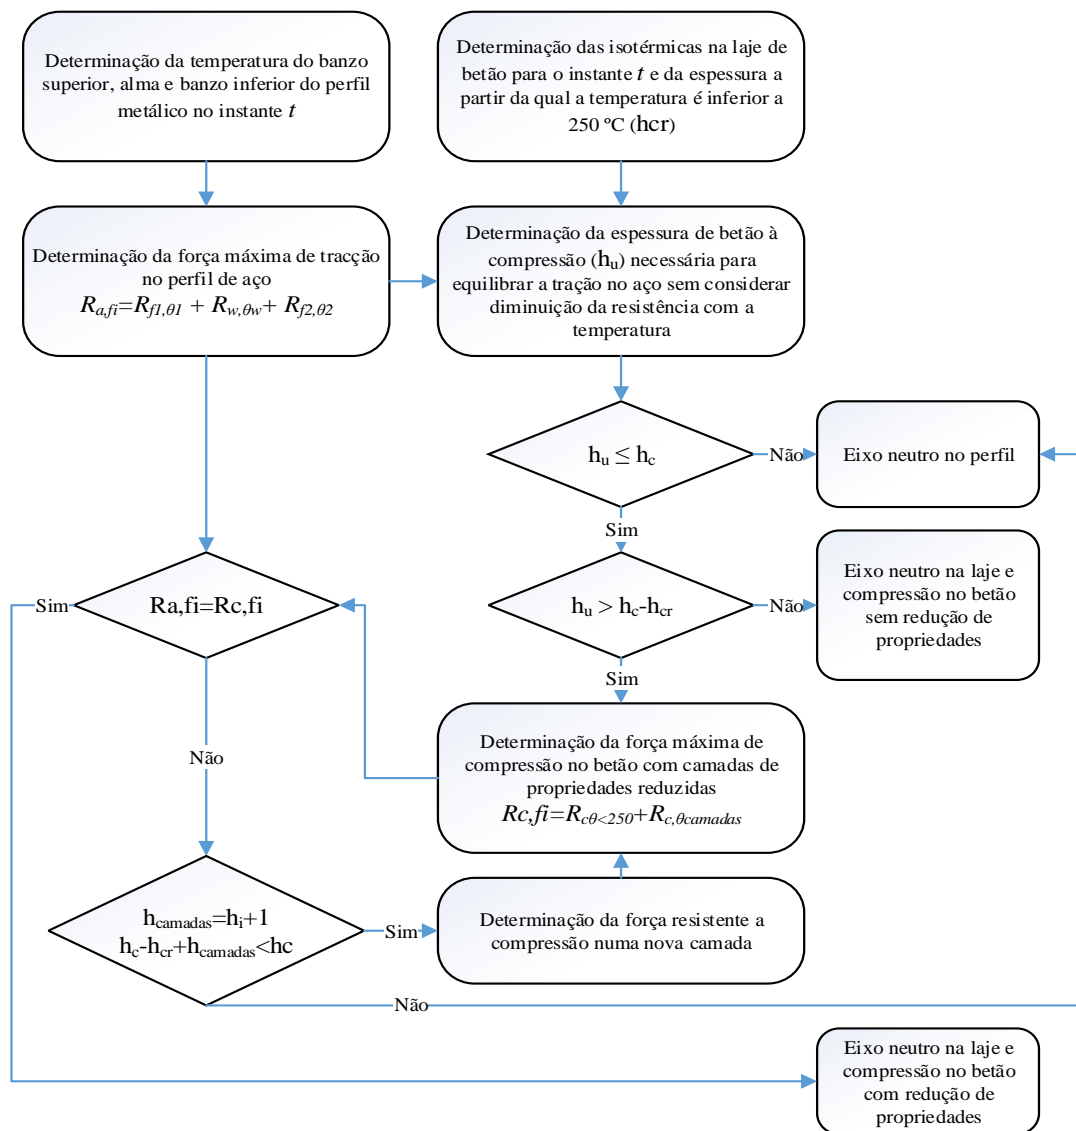 Determinação da temperatura do banzo
superior, alma e banzo inferior do perfil
metálico no instante t
Determinação das isotérmicas na laje de
betão para o instante t e da espessura a
partir da qual a temperatura é inferior a
250 ºC (hcr)
Determinação da força máxima de tracção
no perfil de aço
Ra,fi=Rf1,θ1 + Rw,θw+ Rf2,θ2
Determinação da espessura de betão à
compressão (hu) necessária para
equilibrar a tração no aço sem considerar
diminuição da resistência com a
temperatura
hu ≤ hc
Não
Eixo neutro no perfil
Sim
hu > hc-hcr
Não
Eixo neutro na laje e
compressão no betão
sem redução de
propriedades
Sim
Ra,fi=Rc,fi
Sim
Não
Determinação da força máxima de
compressão no betão com camadas de
propriedades reduzidas
Rc,fi=Rcθ<250+Rc,θcamadas
hcamadas=hi+1
hc-hcr+hcamadas<hc
Sim
Determinação da força resistente a
compressão numa nova camada
Não
Eixo neutro na laje e
compressão no betão
com redução de
propriedades